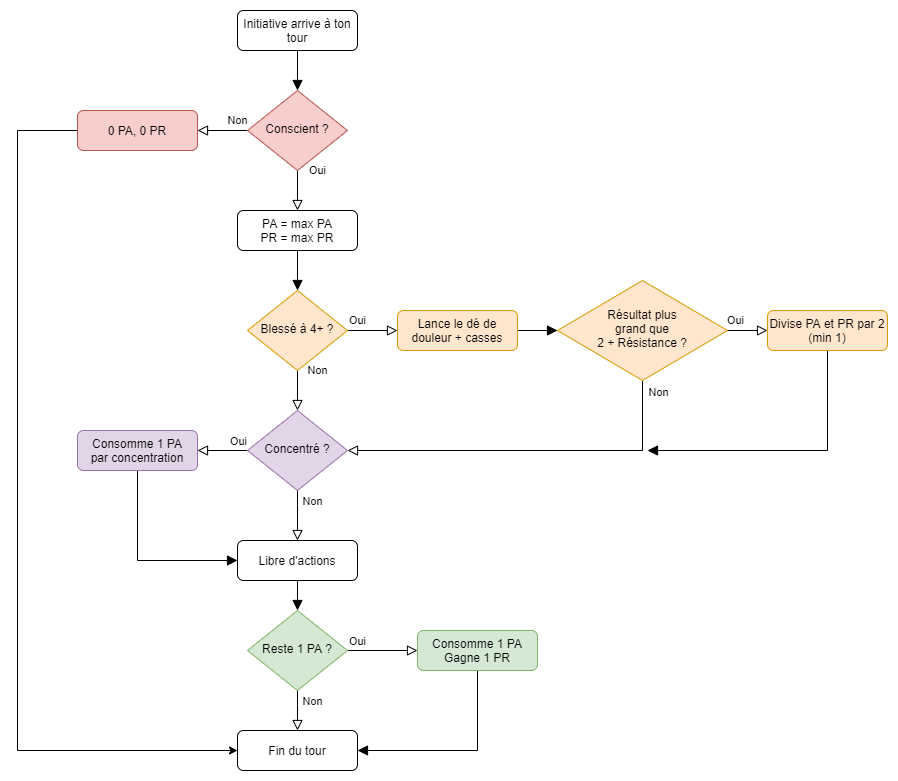 Initiative arrive à ton
tour
Conscient ?
Non
0 PA, 0 PR
Oui
PA = max PA
PR = max PR
Blessé à 4+ ?
Oui
Lance le dé de
douleur + casses
Résultat plus
grand que
2 + Résistance ?
Oui
Divise PA et PR par 2
(min 1)
Non
Non
Concentré ?
Oui
Consomme 1 PA
par concentration
Non
Libre d'actions
Reste 1 PA ?
Oui
Consomme 1 PA
Gagne 1 PR
Non
Fin du tour